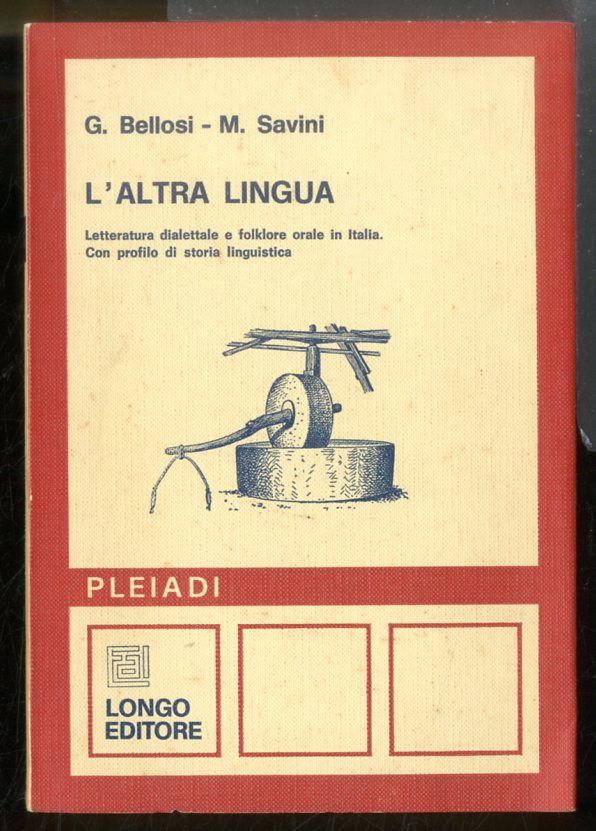 G. Bellosi - M. Savini
L'ALTRA LINGUA
Letteratura dialettale e folklore orale in Italia.
Con profilo di storia linguistica
PLEIADI
LONGO
EDITORE